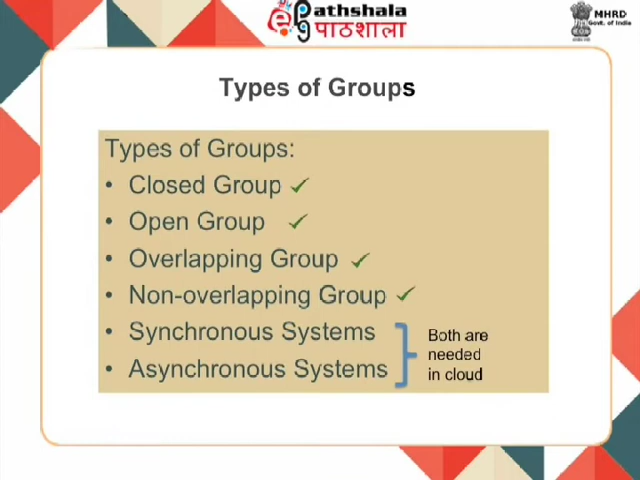 ePathshala
पाठशाला
MHRD
Govt. of India
Types of Groups
Types of Groups:
• Closed Group ✓
• Open Group ✓
• Overlapping Group ✓
• Non-overlapping Group ✓
• Synchronous Systems
• Asynchronous Systems
Both are
needed
in cloud